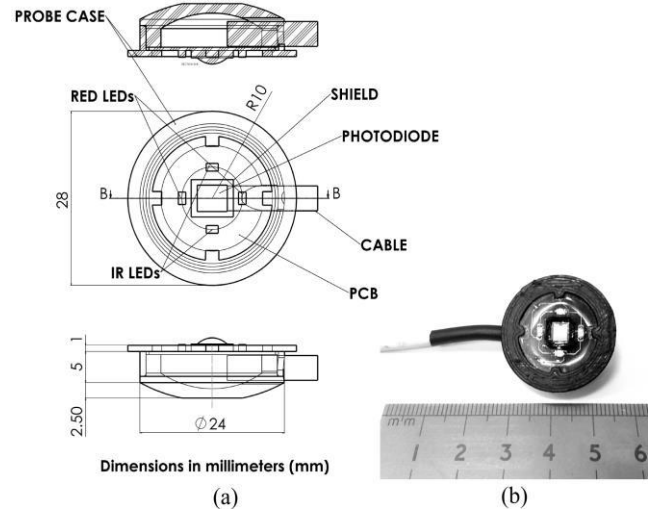 PROBE CASE
RED LEDs
R10
SHIELD
PHOTODIODE
B
B
28
CABLE
IR LEDs
PCB
1
5
2.50
Ø24
Dimensions in millimeters (mm)
m/m
1 2 3 4 5 6
(a)
(b)